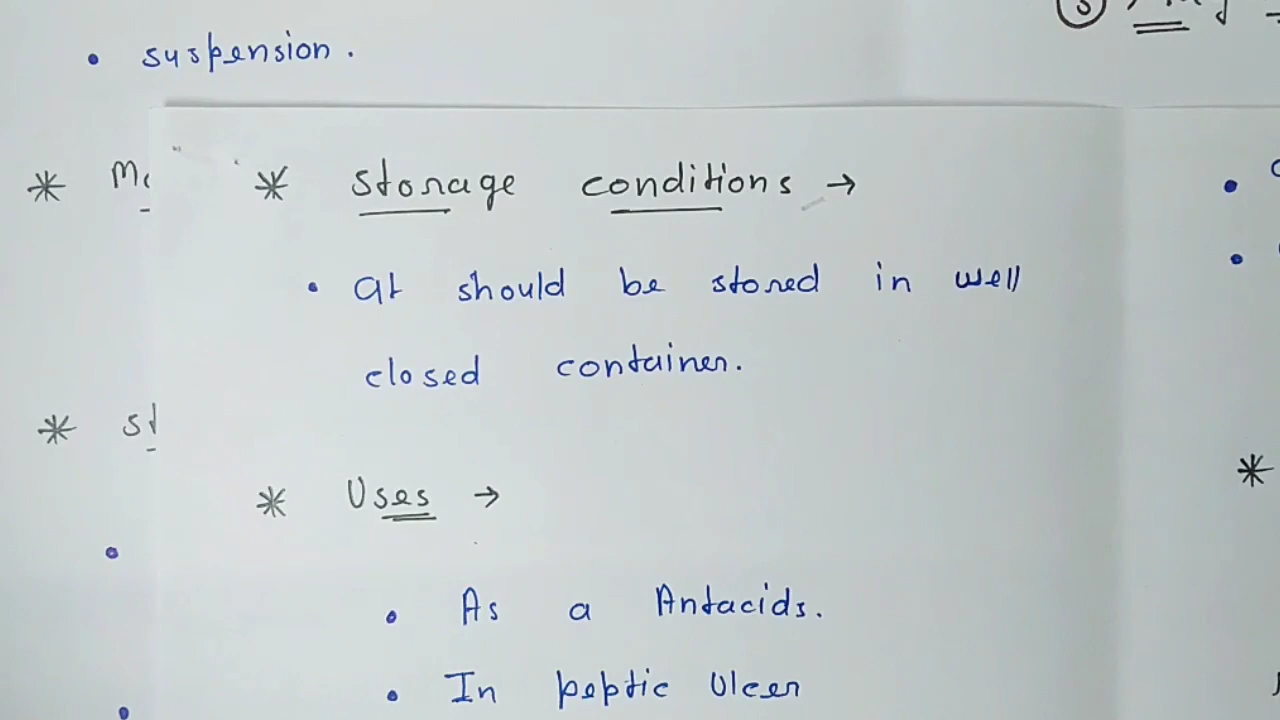 • suspension.
* Storage conditions →
• It should be stored in well
closed container.
* Uses →
• As a Antacids.
• In peptic Ulcer